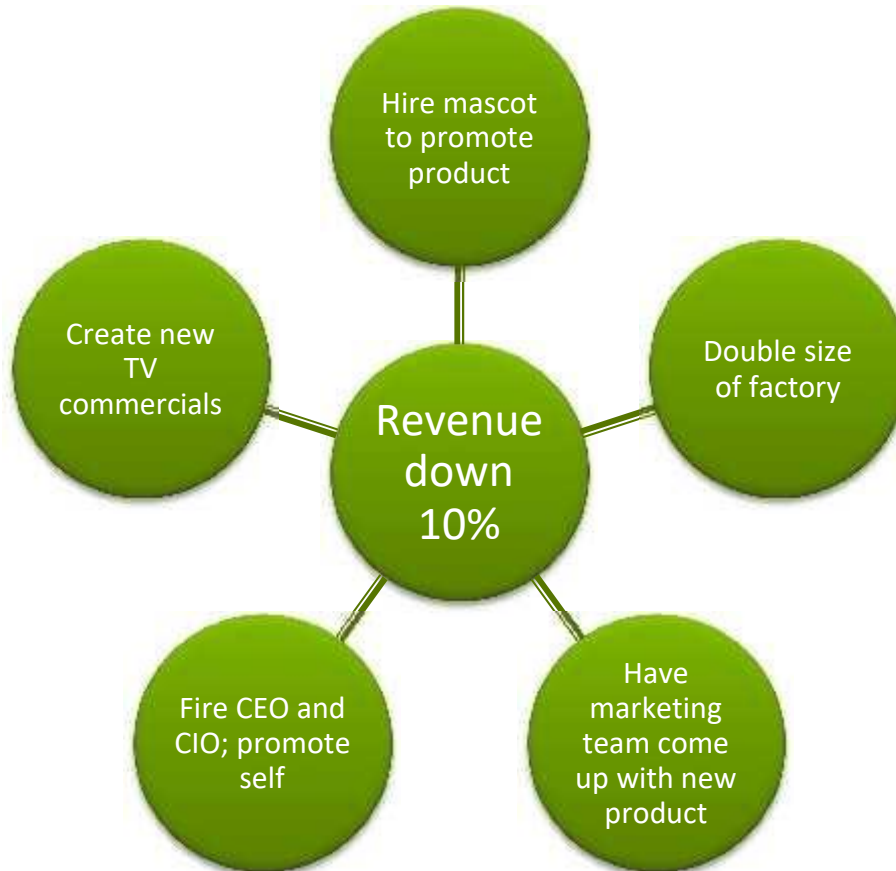 Hire mascot
to promote
product
Create new
TV
commercials
Double size
of factory
Revenue
down
10%
Fire CEO and
CIO; promote
self
Have
marketing
team come
up with new
product